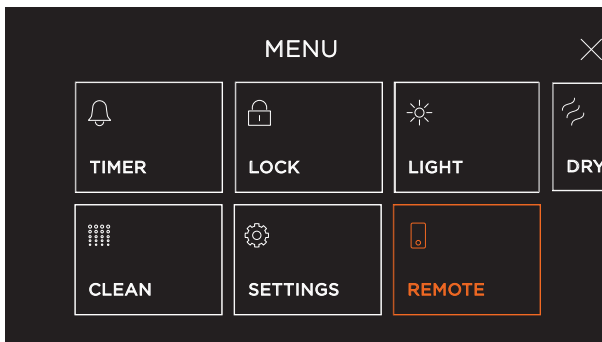 MENU
TIMER
LOCK
LIGHT
DRY
CLEAN
SETTINGS
REMOTE